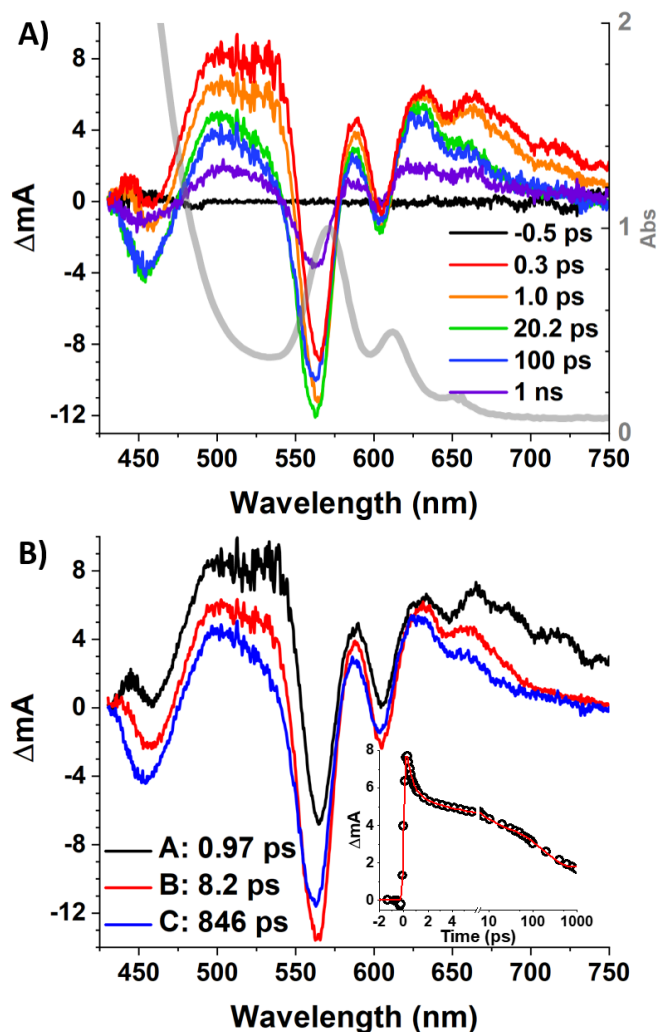 A)
8
4
0
-4
-8
-12
ΔmA
2
1
0
Abs
-0.5 ps
0.3 ps
1.0 ps
20.2 ps
100 ps
1 ns
450 500 550 600 650 700 750
Wavelength (nm)
B)
8
4
0
-4
-8
-12
ΔmA
A: 0.97 ps
B: 8.2 ps
C: 846 ps
8
6
4
2
0
ΔmA
-2 0 2 4 10 100 1000
Time (ps)
450 500 550 600 650 700 750
Wavelength (nm)